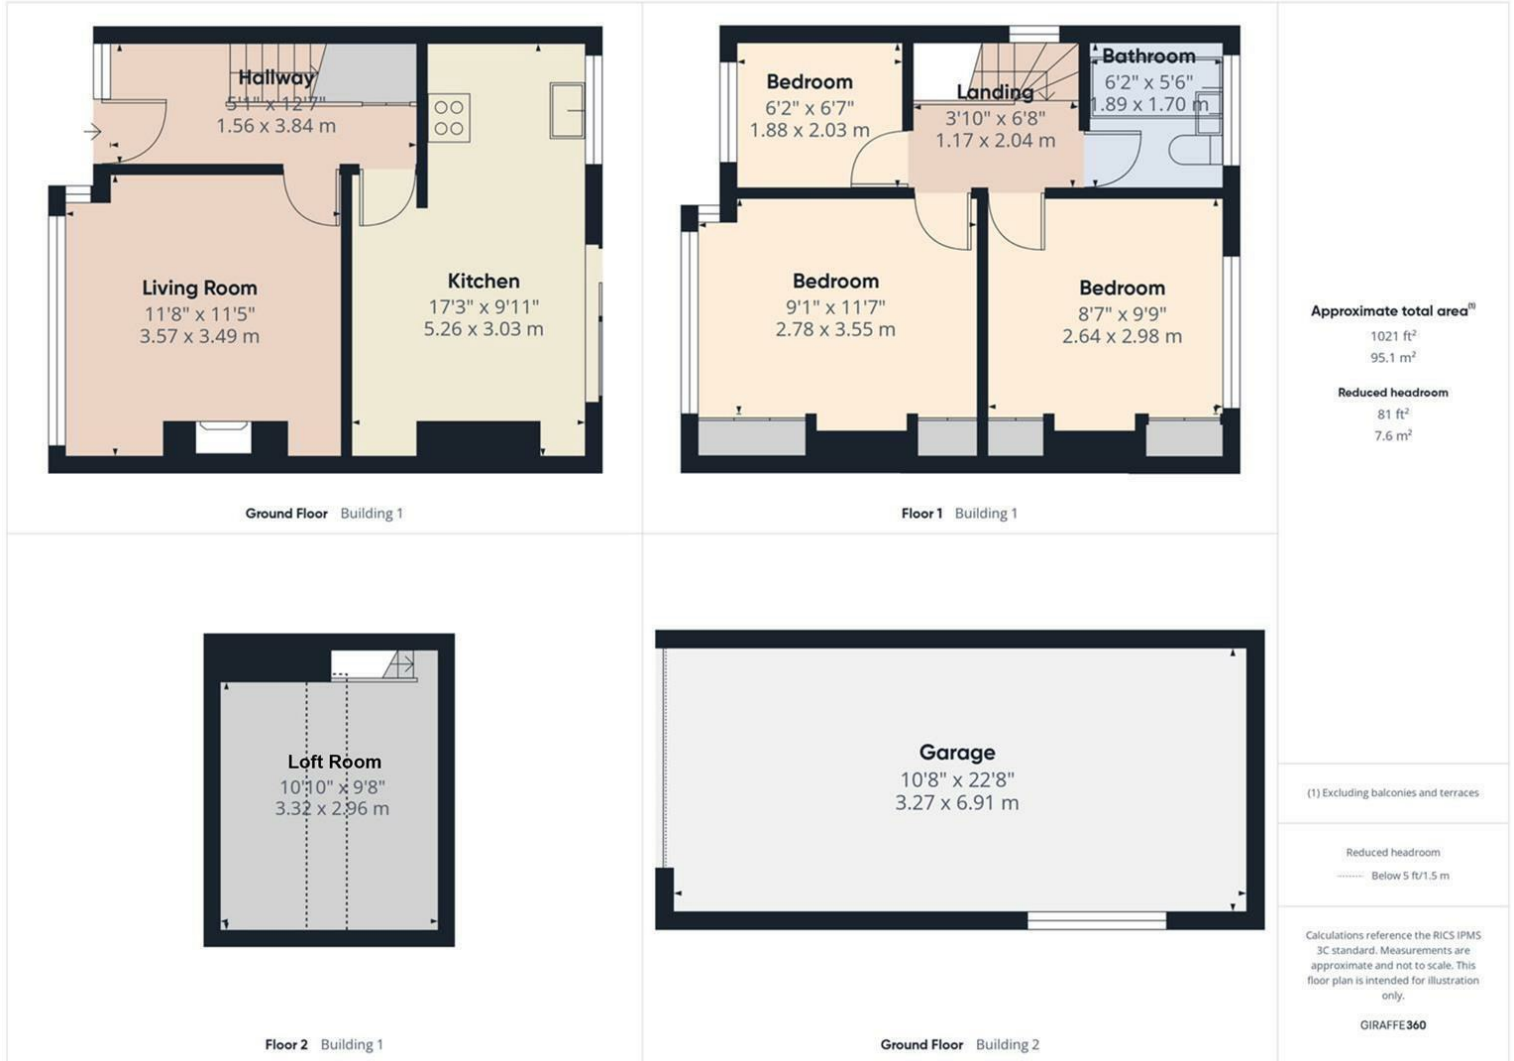 Hallway
5'1" x 12'7"
1.56 x 3.84 m
Living Room
11'8" x 11'5"
3.57 x 3.49 m
Kitchen
17'3" x 9'11"
5.26 x 3.03 m
Ground Floor Building 1
Bedroom
6'2" x 6'7"
1.88 x 2.03 m
Landing
3'10" x 6'8"
1.17 x 2.04 m
Bathroom
6'2" x 5'6"
1.89 x 1.70 m
Bedroom
9'1" x 11'7"
2.78 x 3.55 m
Bedroom
8'7" x 9'9"
2.64 x 2.98 m
Floor 1 Building 1
Loft Room
10'10" x 9'8"
3.32 x 2.96 m
Floor 2 Building 1
Garage
10'8" x 22'8"
3.27 x 6.91 m
Ground Floor Building 2
Approximate total area(1)
1021 ft²
95.1 m²
Reduced headroom
81 ft²
7.6 m²
(1) Excluding balconies and terraces
Reduced headroom
Below 5 ft/1.5 m
Calculations reference the RICS IPMS
3C standard. Measurements are
approximate and not to scale. This
floor plan is intended for illustration
only.
GIRAFFE360